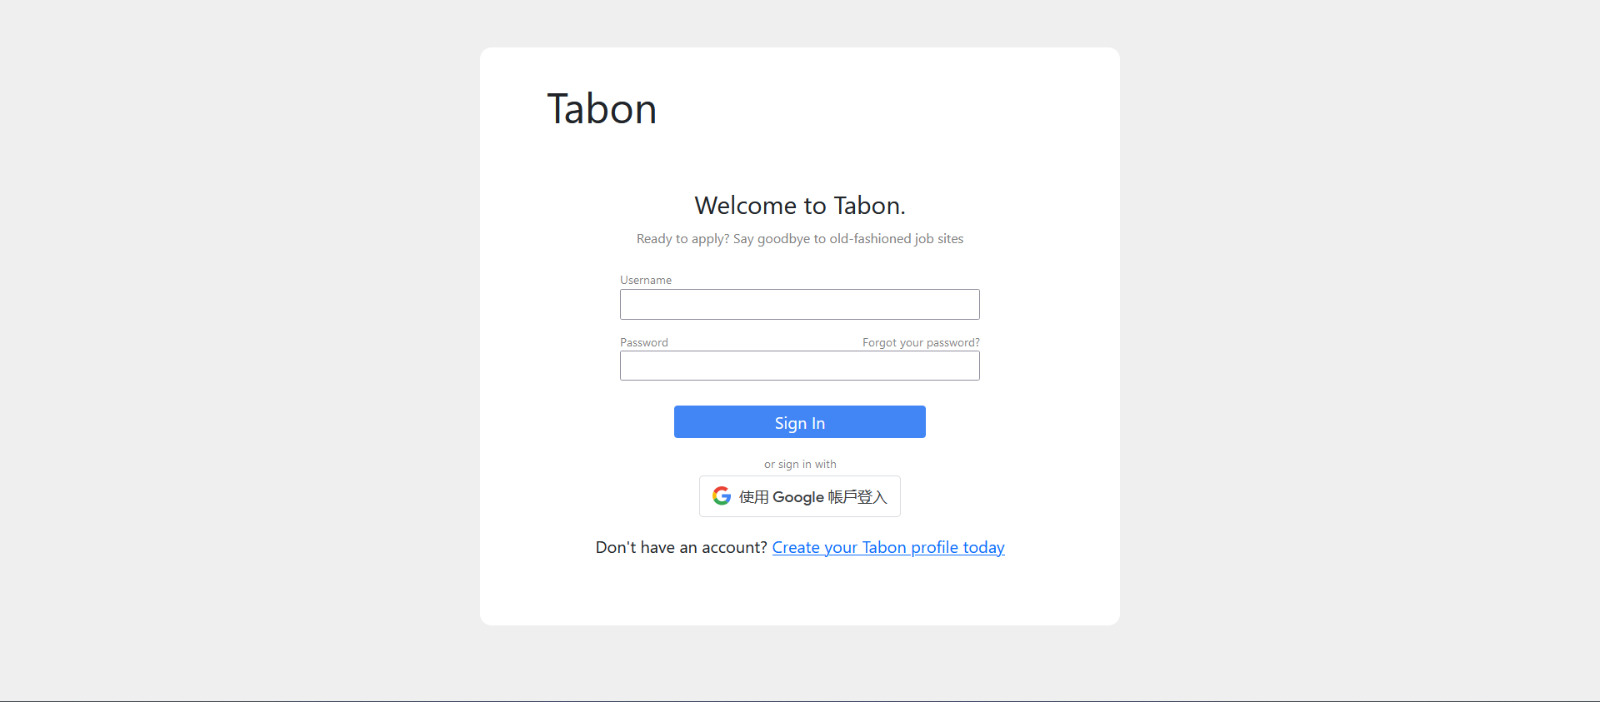 Tabon
Welcome to Tabon.
Ready to apply? Say goodbye to old-fashioned job sites
Username
Password Forgot your password?
Sign In
or sign in with
使用 Google 帳戶登入
Don't have an account? Create your Tabon profile today